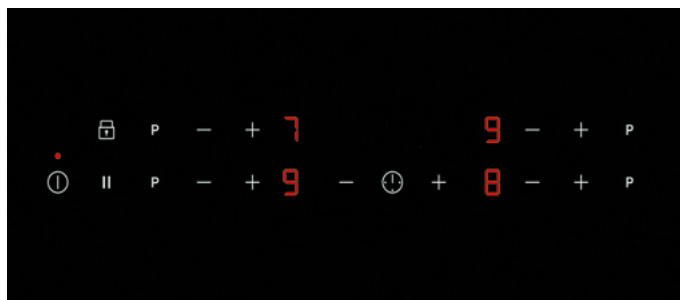 P − + 7 9 − + P
P − + 9 − + 8 − + P